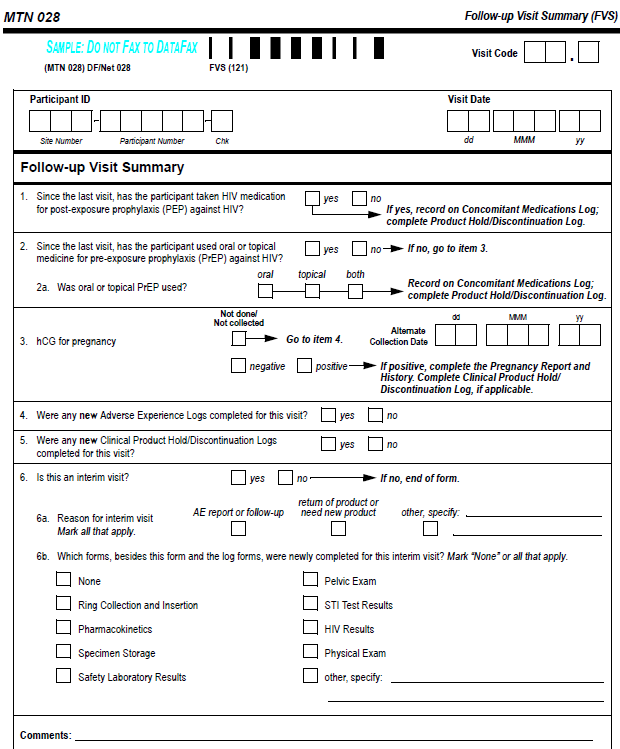 MTN 028
Follow-up Visit Summary (FVS)
SAMPLE: DO NOT FAX TO DATAFAX
(MTN 028) DF/Net 028
FVS (121)
Visit Code
.
Participant ID
Visit Date
- -
Site Number
Participant Number
Chk
dd
MMM
yy
Follow-up Visit Summary
1. Since the last visit, has the participant taken HIV medication
for post-exposure prophylaxis (PEP) against HIV?
yes
no
If yes, record on Concomitant Medications Log;
complete Product Hold/Discontinuation Log.
2. Since the last visit, has the participant used oral or topical
medicine for pre-exposure prophylaxis (PrEP) against HIV?
yes
no
If no, go to item 3.
oral
topical
both
2a. Was oral or topical PrEP used?
Record on Concomitant Medications Log;
complete Product Hold/Discontinuation Log.
3. hCG for pregnancy
Not done/
Not collected
Go to item 4.
Alternate
Collection Date
dd
MMM
yy
negative
positive
If positive, complete the Pregnancy Report and
History. Complete Clinical Product Hold/
Discontinuation Log, if applicable.
4. Were any new Adverse Experience Logs completed for this visit?
yes
no
5. Were any new Clinical Product Hold/Discontinuation Logs
completed for this visit?
yes
no
6. Is this an interim visit?
yes
no
If no, end of form.
6a. Reason for interim visit
Mark all that apply.
AE report or follow-up
return of product or
need new product
other, specify:
6b. Which forms, besides this form and the log forms, were newly completed for this interim visit? Mark “None” or all that apply.
None
Pelvic Exam
Ring Collection and Insertion
STI Test Results
Pharmacokinetics
HIV Results
Specimen Storage
Physical Exam
Safety Laboratory Results
other, specify:
Comments: